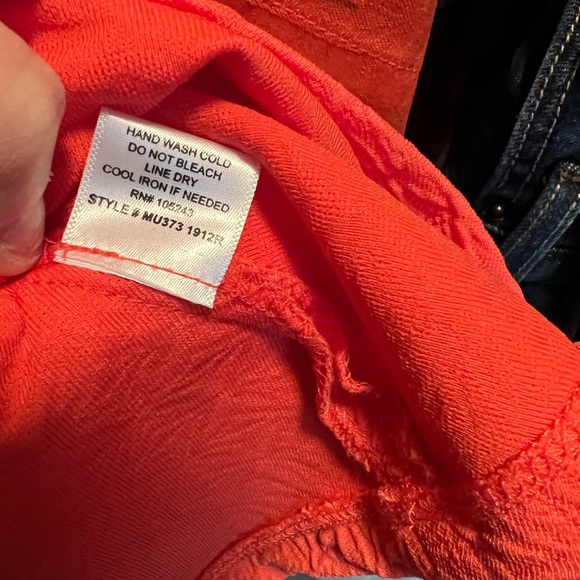 HAND WASH COLD
DO NOT BLEACH
LINE DRY
COOL IRON IF NEEDED
RN# 105243
STYLE # MU373 1912R